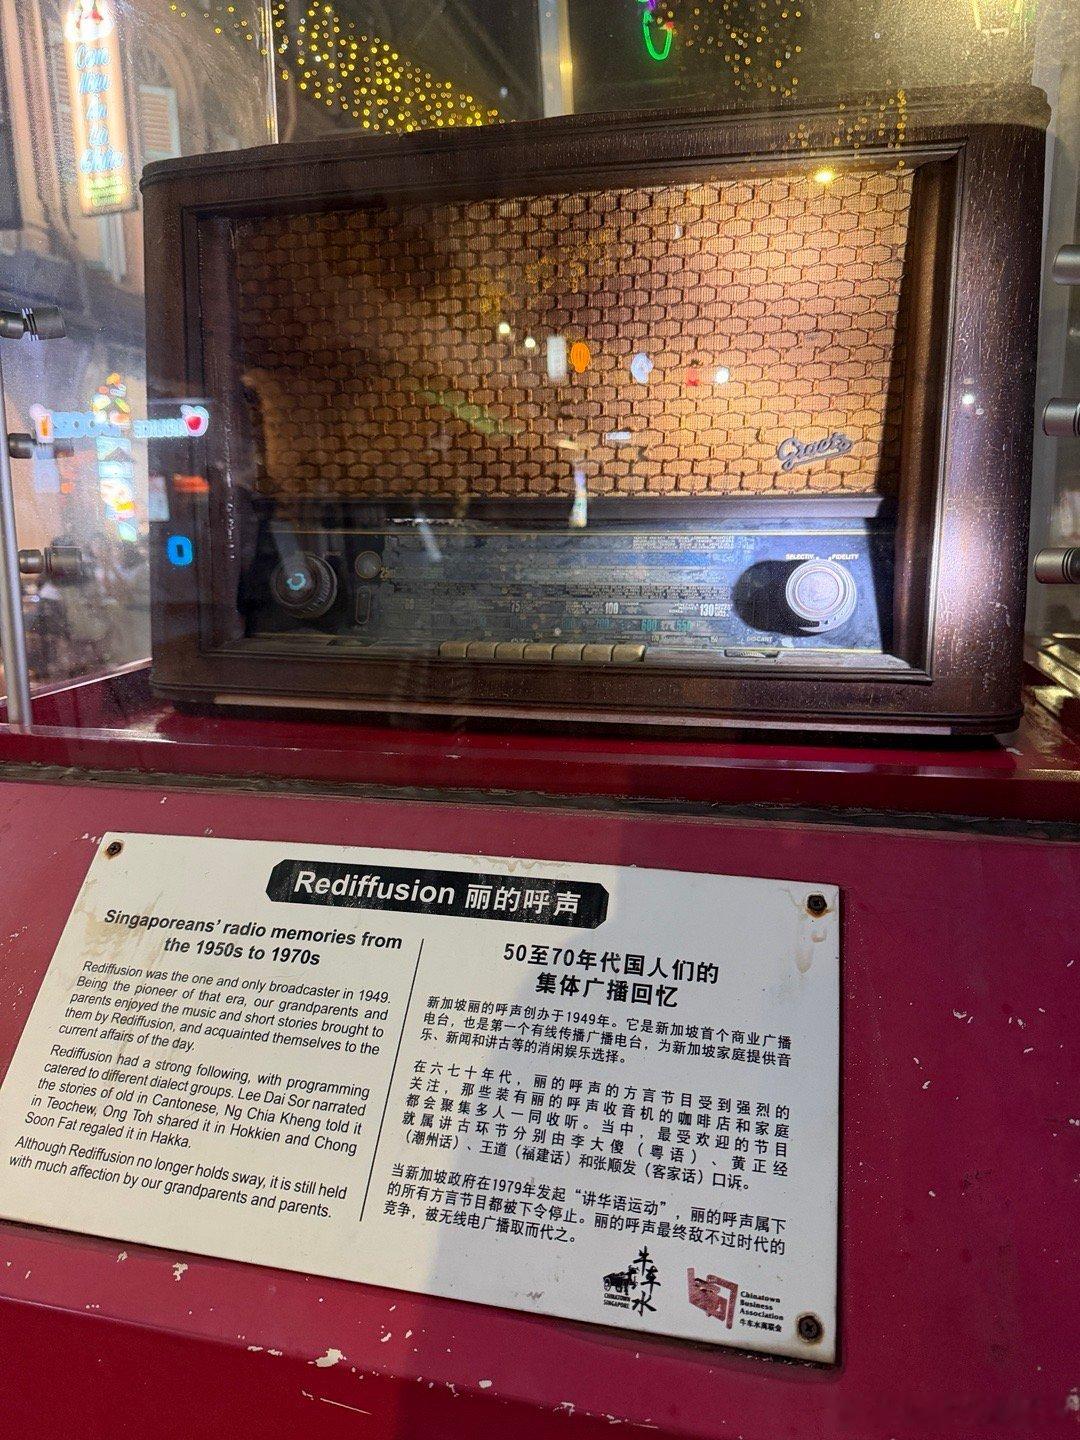 Graetz
SELECTIV. FIDELITY
75
100
130
600 550
DISCANT
Rediffusion 丽的呼声
Singaporeans' radio memories from
the 1950s to 1970s
Rediffusion was the one and only broadcaster in 1949.
Being the pioneer of that era, our grandparents and
parents enjoyed the music and short stories brought to
them by Rediffusion, and acquainted themselves to the
current affairs of the day.
Rediffusion had a strong following, with programming
catered to different dialect groups. Lee Dai Sor narrated
the stories of old in Cantonese, Ng Chia Kheng told it
in Teochew, Ong Toh shared it in Hokkien and Chong
Soon Fat regaled it in Hakka.
Although Rediffusion no longer holds sway, it is still held
with much affection by our grandparents and parents.
50至70年代国人们的
集体广播回忆
新加坡丽的呼声创办于1949年。它是新加坡首个商业广播
电台，也是第一个有线传播广播电台，为新加坡家庭提供音
乐、新闻和讲古等的消闲娱乐选择。
在六七十年代，丽的呼声的方言节目受到强烈的
关注，那些装有丽的呼声收音机的咖啡店和家庭
都会聚集多人一同收听。当中，最受欢迎的节目
就属讲古环节分别由李大傻（粤语）、黄正经
（潮州话）、王道（福建话）和张顺发（客家话）口诉。
当新加坡政府在1979年发起“讲华语运动”，丽的呼声属下
的所有方言节目都被下令停止。丽的呼声最终敌不过时代的
竞争，被无线电广播取而代之。
牛车水
CHINATOWN
SINGAPORE
Chinatown
Business
Association
牛车水商联会